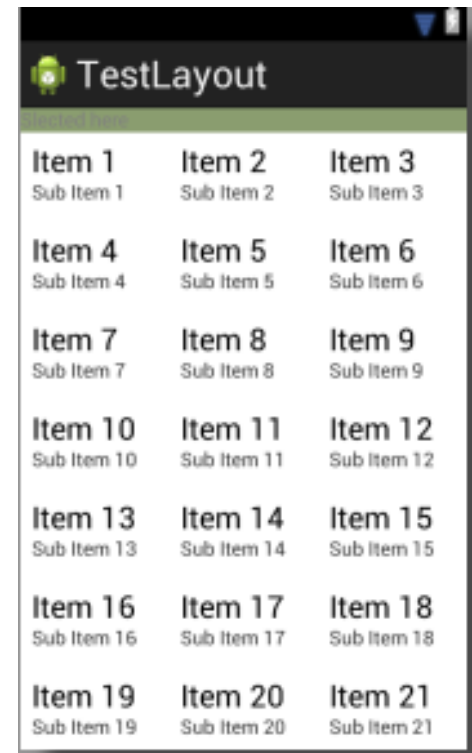 TestLayout
Slected here
Item 1 Item 2 Item 3
Sub Item 1 Sub Item 2 Sub Item 3
Item 4 Item 5 Item 6
Sub Item 4 Sub Item 5 Sub Item 6
Item 7 Item 8 Item 9
Sub Item 7 Sub Item 8 Sub Item 9
Item 10 Item 11 Item 12
Sub Item 10 Sub Item 11 Sub Item 12
Item 13 Item 14 Item 15
Sub Item 13 Sub Item 14 Sub Item 15
Item 16 Item 17 Item 18
Sub Item 16 Sub Item 17 Sub Item 18
Item 19 Item 20 Item 21
Sub Item 19 Sub Item 20 Sub Item 21